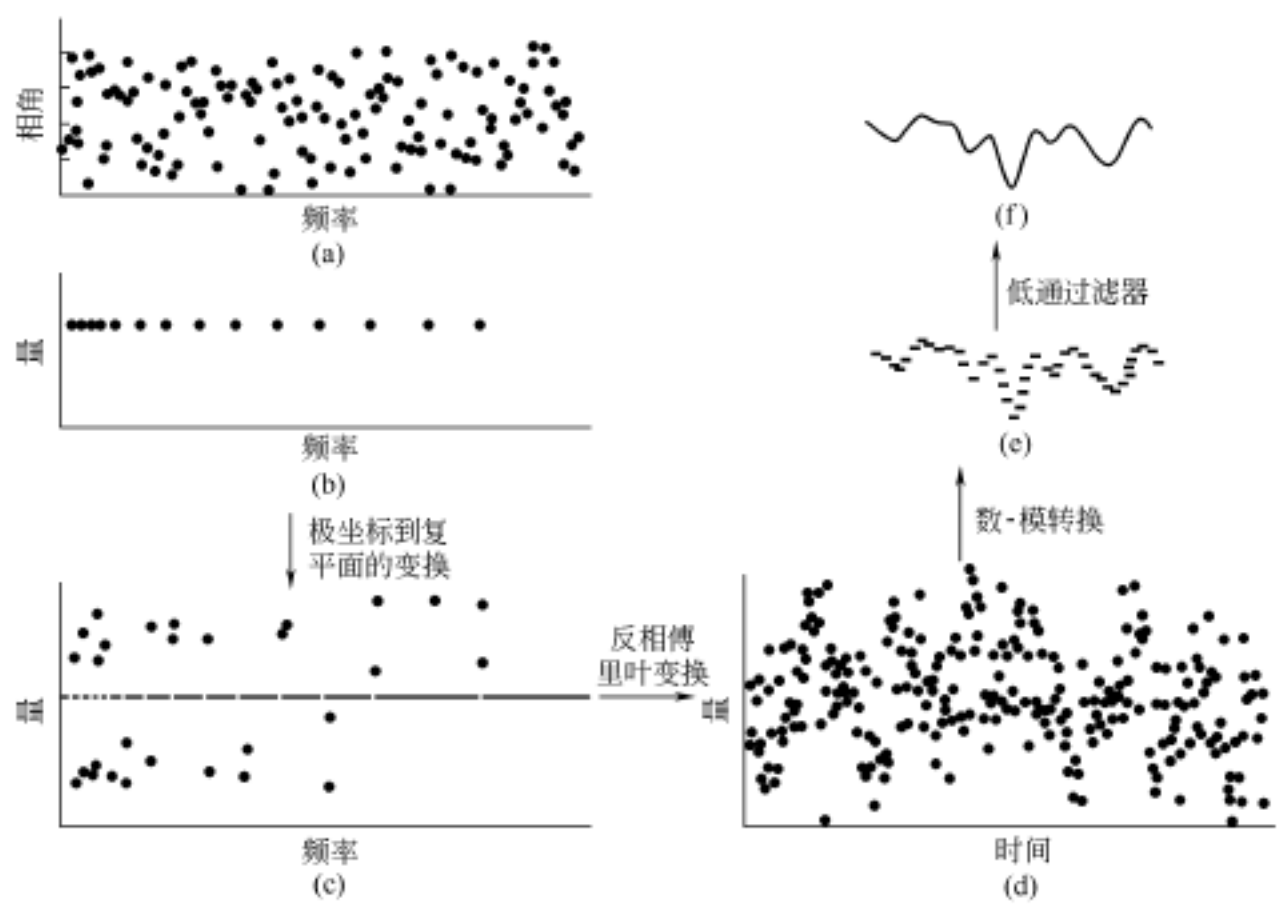 相角
频率
(a)
量
频率
(b)
极坐标到复
平面的变换
量
频率
(c)
反相傅
里叶变换
量
时间
(d)
数-模转换
(e)
低通过滤器
(f)